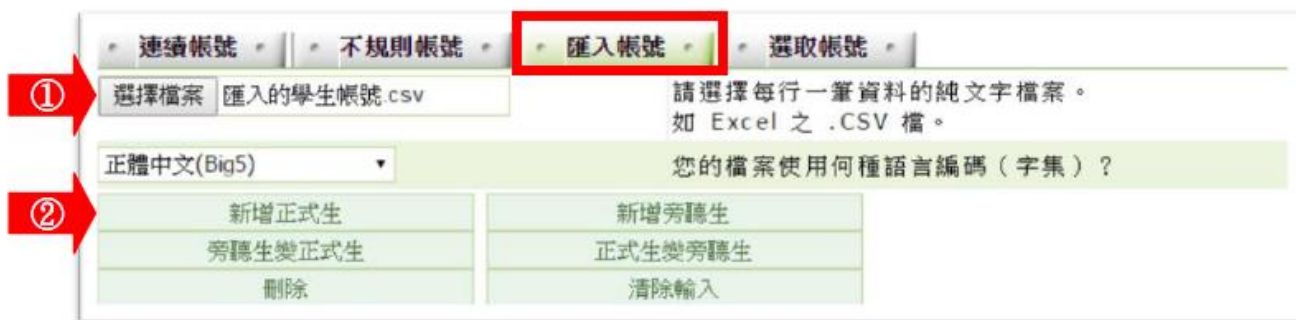 連續帳號 不規則帳號 匯入帳號 選取帳號
① 選擇檔案 匯入的學生帳號.csv 請選擇每行一筆資料的純文字檔案。
如 Excel 之 .CSV 檔。
正體中文(Big5) 您的檔案使用何種語言編碼（字集）？
② 新增正式生 新增旁聽生
旁聽生變正式生 正式生變旁聽生
刪除 清除輸入